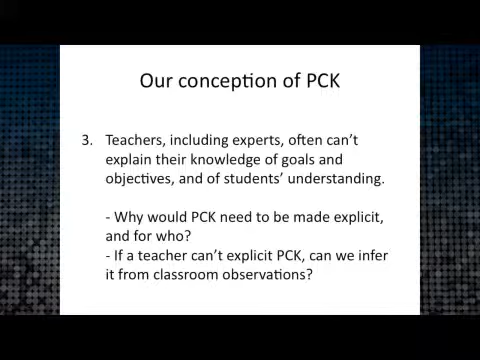 Our conception of PCK
3. Teachers, including experts, often can't
explain their knowledge of goals and
objectives, and of students' understanding.
- Why would PCK need to be made explicit,
and for who?
- If a teacher can't explicit PCK, can we infer
it from classroom observations?